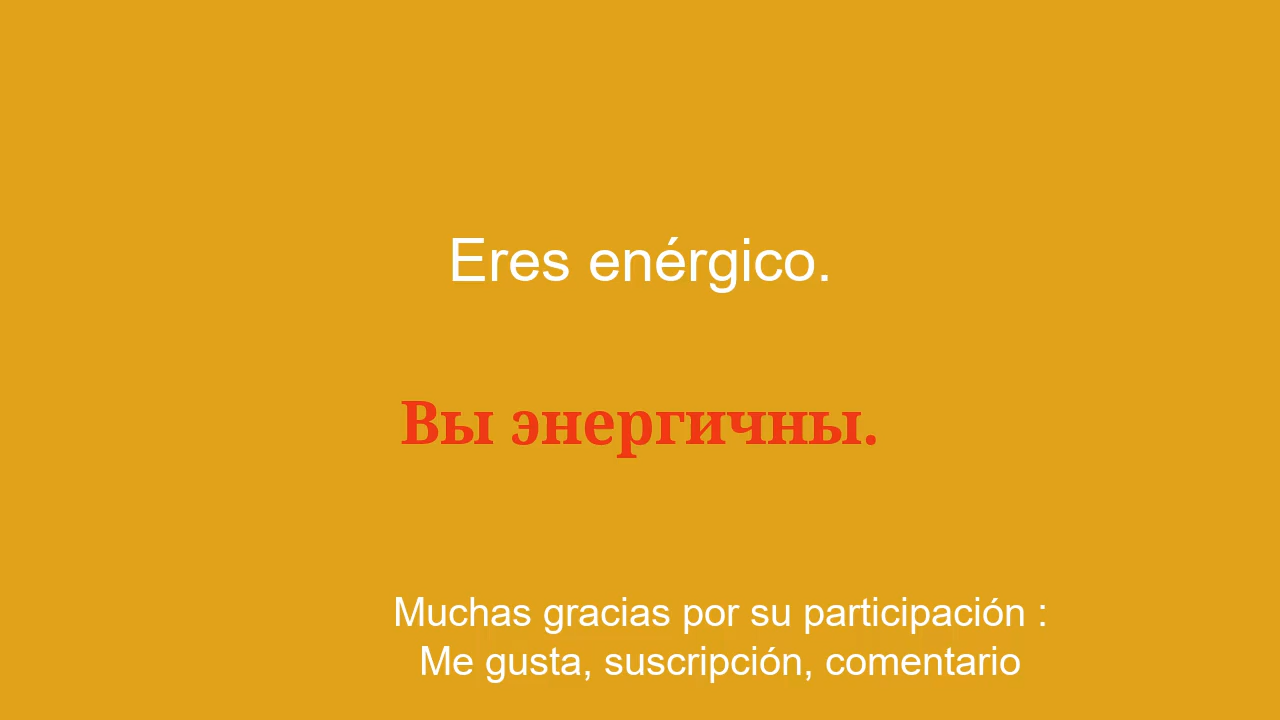 Eres enérgico.
Вы энергичны.
Muchas gracias por su participación :
Me gusta, suscripción, comentario